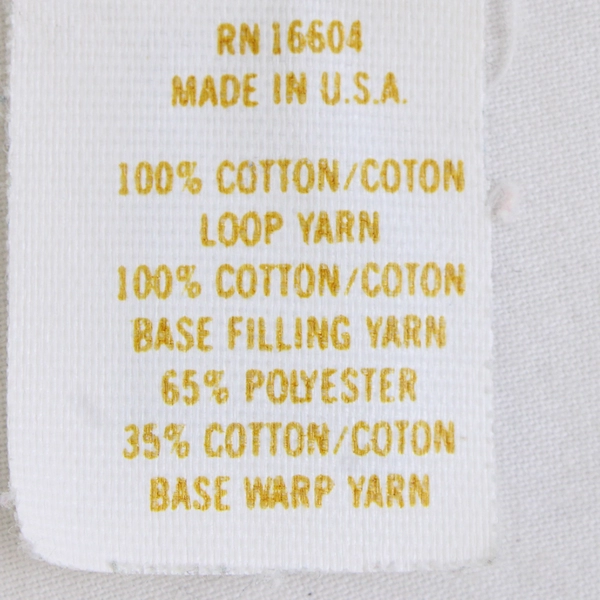 RN 16604
MADE IN U.S.A.
100% COTTON/COTON
LOOP YARN
100% COTTON/COTON
BASE FILLING YARN
65% POLYESTER
35% COTTON/COTON
BASE WARP YARN